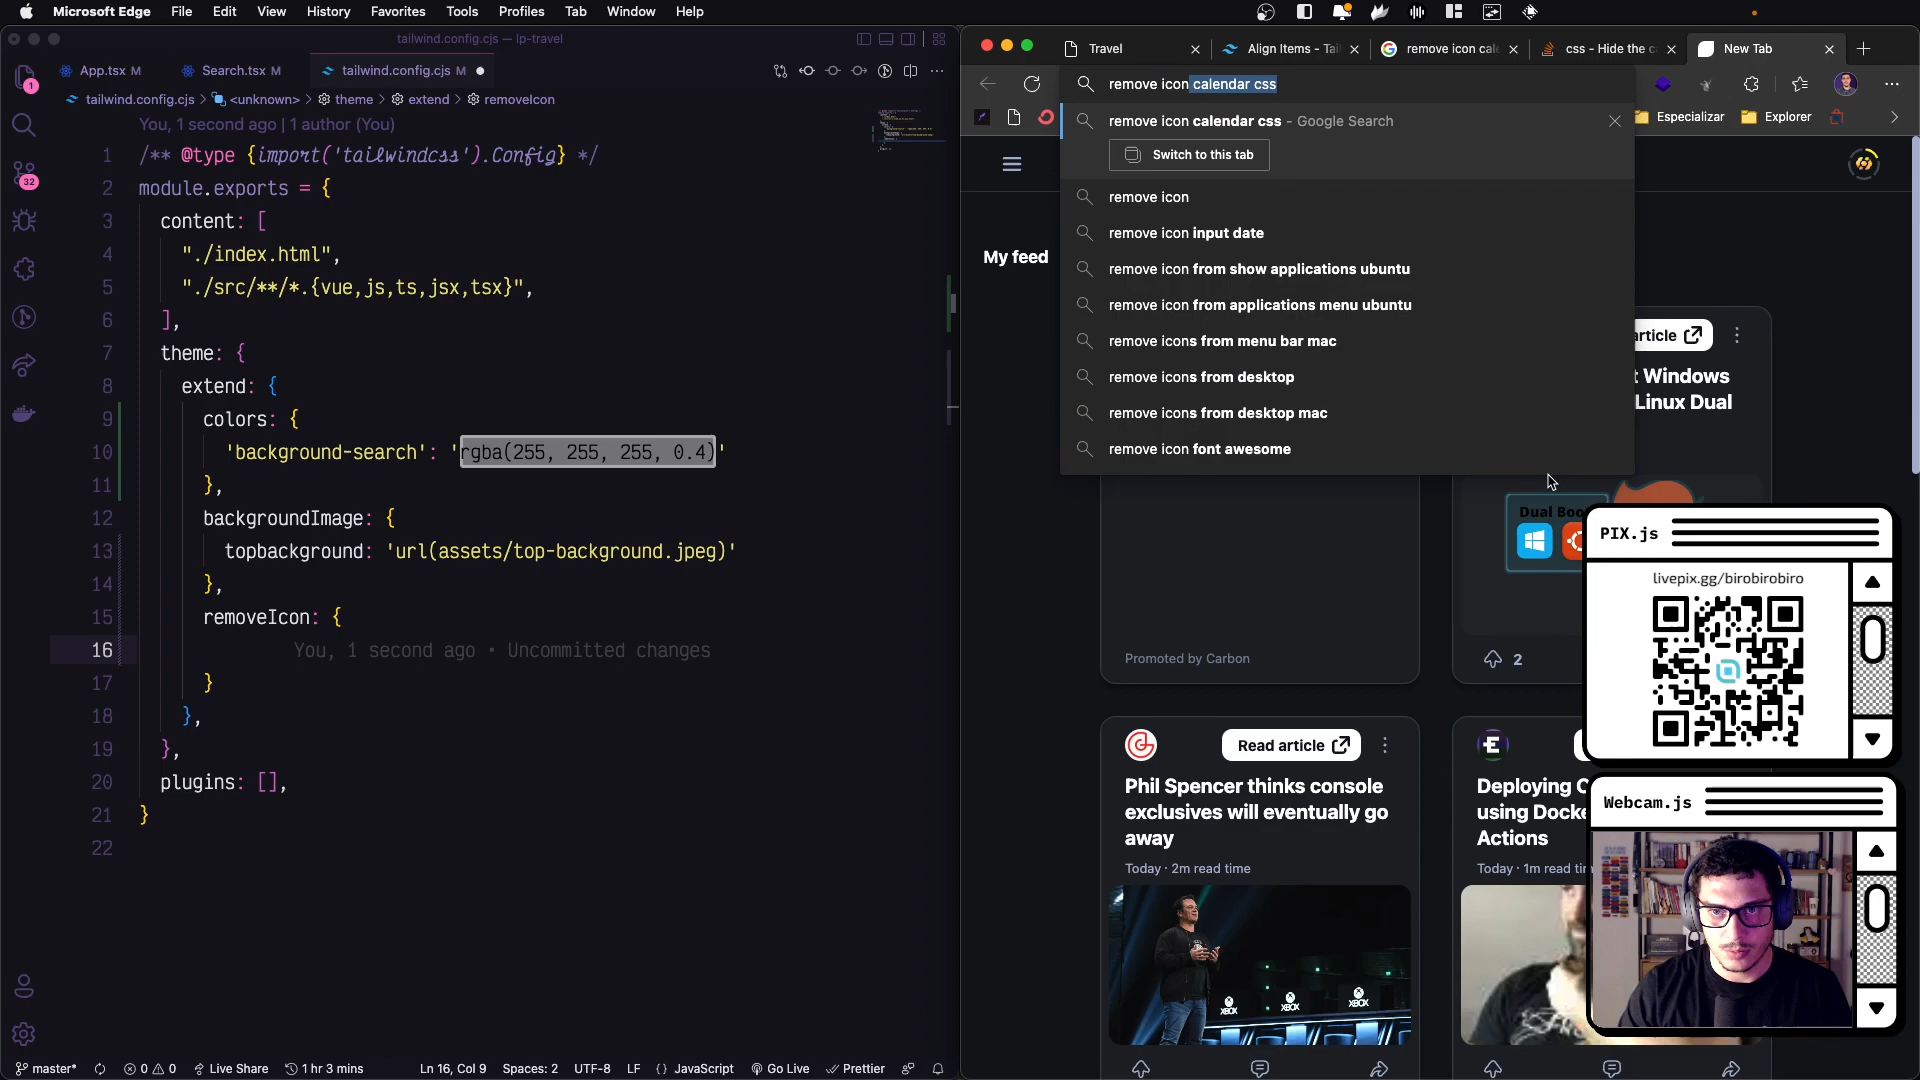 Microsoft Edge File Edit View History Favorites Tools Profiles Tab Window Help
tailwind.config.cjs — lp-travel
App.tsx M
Search.tsx M
tailwind.config.cjs M
tailwind.config.cjs > <unknown> > theme > extend > removeIcon
You, 1 second ago | 1 author (You)
1 /** @type {import('tailwindcss').Config} */
2 module.exports = {
3 content: [
4 "./index.html",
5 "./src/**/*.{vue,js,ts,jsx,tsx}",
6 ],
7 theme: {
8 extend: {
9 colors: {
10 'background-search': 'rgba(255, 255, 255, 0.4)'
11 },
12 backgroundImage: {
13 topbackground: 'url(assets/top-background.jpeg)'
14 },
15 removeIcon: {
16 You, 1 second ago • Uncommitted changes
17 }
18 },
19 },
20 plugins: [],
21 }
22
1
32
master* 0 0 Live Share 1 hr 3 mins Ln 16, Col 9 Spaces: 2 UTF-8 LF {} JavaScript Go Live Prettier
Travel
Align Items - Tai
remove icon cale
css - Hide the c
New Tab
remove icon calendar css
Especializar
Explorer
remove icon calendar css - Google Search
Switch to this tab
remove icon
remove icon input date
remove icon from show applications ubuntu
remove icon from applications menu ubuntu
remove icons from menu bar mac
remove icons from desktop
remove icons from desktop mac
remove icon font awesome
My feed
article
t Windows
Linux Dual
Dual Boo
Promoted by Carbon
2
Read article
Phil Spencer thinks console
exclusives will eventually go
away
Today · 2m read time
XBOX XBOX XBOX
Deploying C
using Docke
Actions
Today · 1m read tim
PIX.js
livepix.gg/birobirobiro
Webcam.js